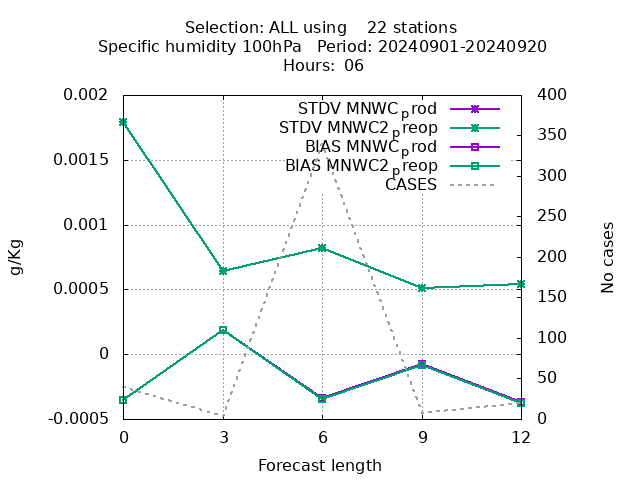 Selection: ALL using    22 stations
Specific humidity 100hPa   Period: 20240901-20240920
Hours:  06
0.002
0.0015
0.001
0.0005
0
-0.0005
g/Kg
STDV MNWC_prod
STDV MNWC2_preop
BIAS MNWC_prod
BIAS MNWC2_preop
CASES
400
350
300
250
200
150
100
50
0
No cases
0 3 6 9 12
Forecast length